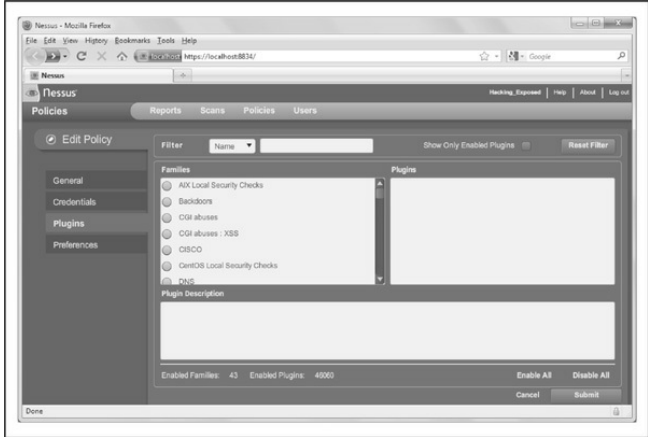 Nessus - Mozilla Firefox
File Edit View History Bookmarks Tools Help
localhost https://localhost:8834/
Google
Nessus
nessus
Hacking_Exposed | Help | About | Log out
Policies
Reports Scans Policies Users
Edit Policy
Filter Name
Show Only Enabled Plugins
Reset Filter
General
Credentials
Plugins
Preferences
Families
AIX Local Security Checks
Backdoors
CGI abuses
CGI abuses : XSS
CISCO
CentOS Local Security Checks
DNS
Plugins
Plugin Description
Enabled Families: 43 Enabled Plugins: 46060
Enable All Disable All
Cancel Submit
Done